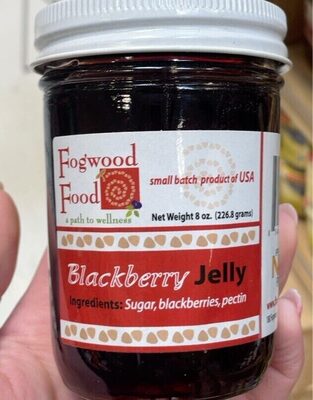 Fogwood
Food
a path to wellness
small batch product of USA
Net Weight 8 oz. (226.8 grams)
Blackberry Jelly
Ingredients: Sugar, blackberries, pectin